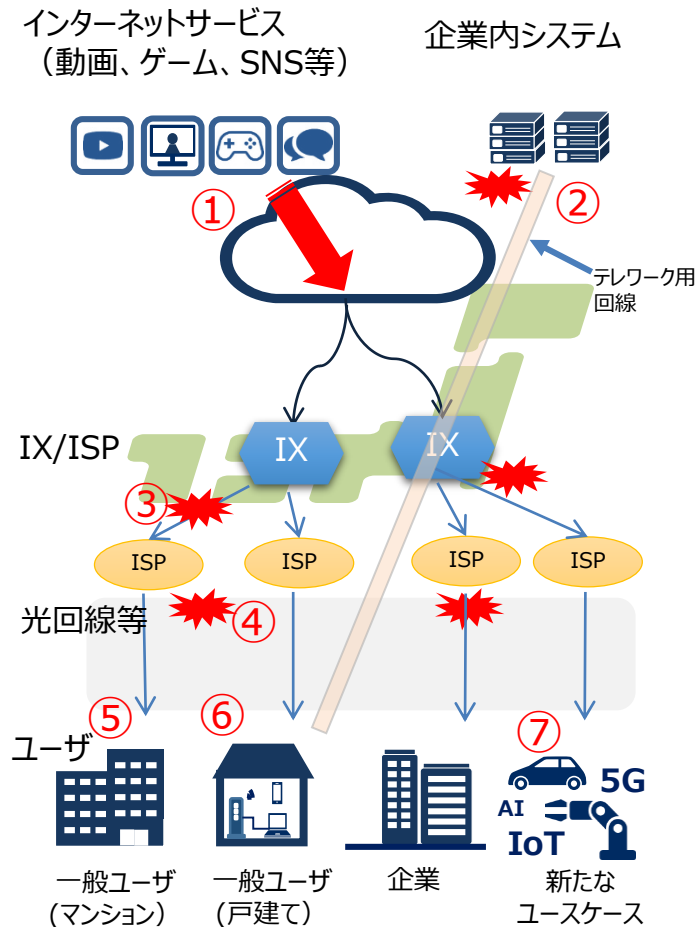 インターネットサービス
（動画、ゲーム、SNS等）
企業内システム
①
②
テレワーク用
回線
IX/ISP
IX
IX
③
ISP
ISP
ISP
ISP
光回線等
④
⑤
⑥
⑦
ユーザ
5G
AI
IoT
一般ユーザ
(マンション）
一般ユーザ
(戸建て）
企業
新たな
ユースケース